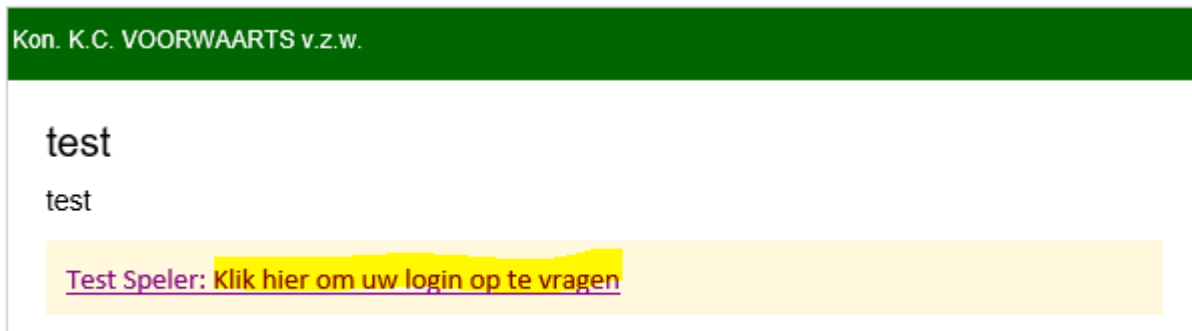 Kon. K.C. VOORWAARTS v.z.w.
test
test
Test Speler: Klik hier om uw login op te vragen